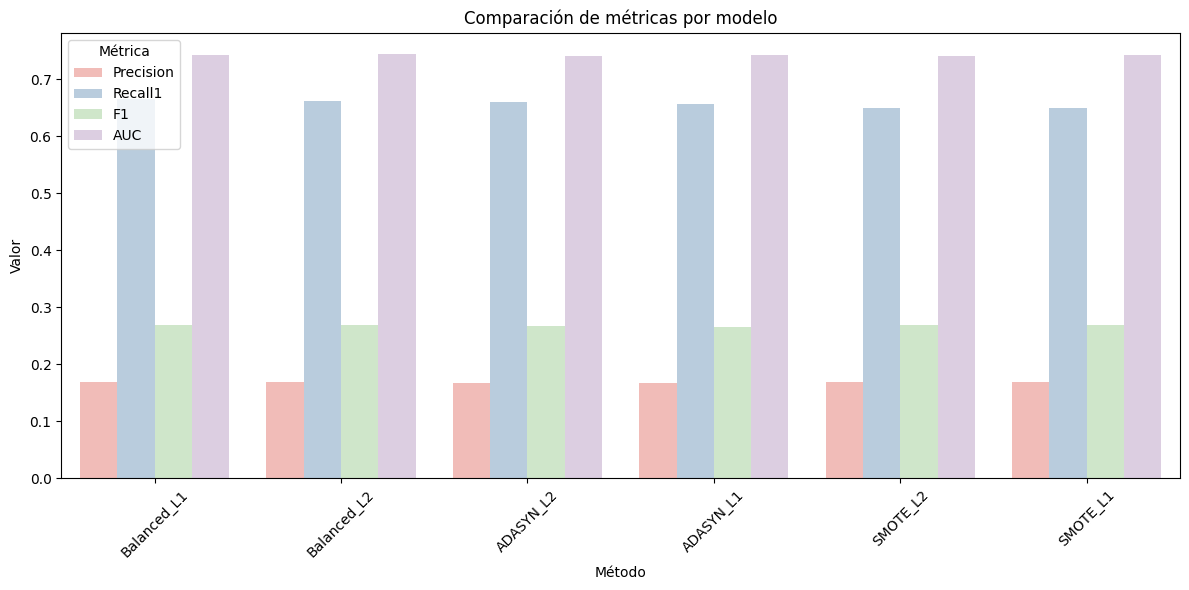 Comparación de métricas por modelo
Métrica
Precision
Recall1
F1
AUC
Valor
0.7
0.6
0.5
0.4
0.3
0.2
0.1
0.0
Balanced_L1
Balanced_L2
ADASYN_L2
ADASYN_L1
SMOTE_L2
SMOTE_L1
Método